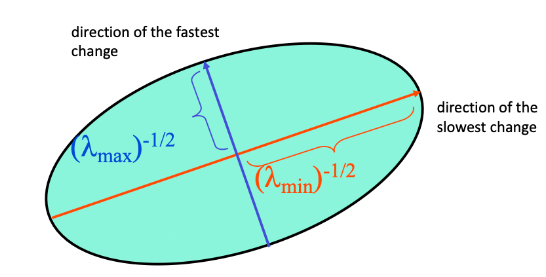 direction of the fastest
change
direction of the
slowest change
(λmax)-1/2
(λmin)-1/2